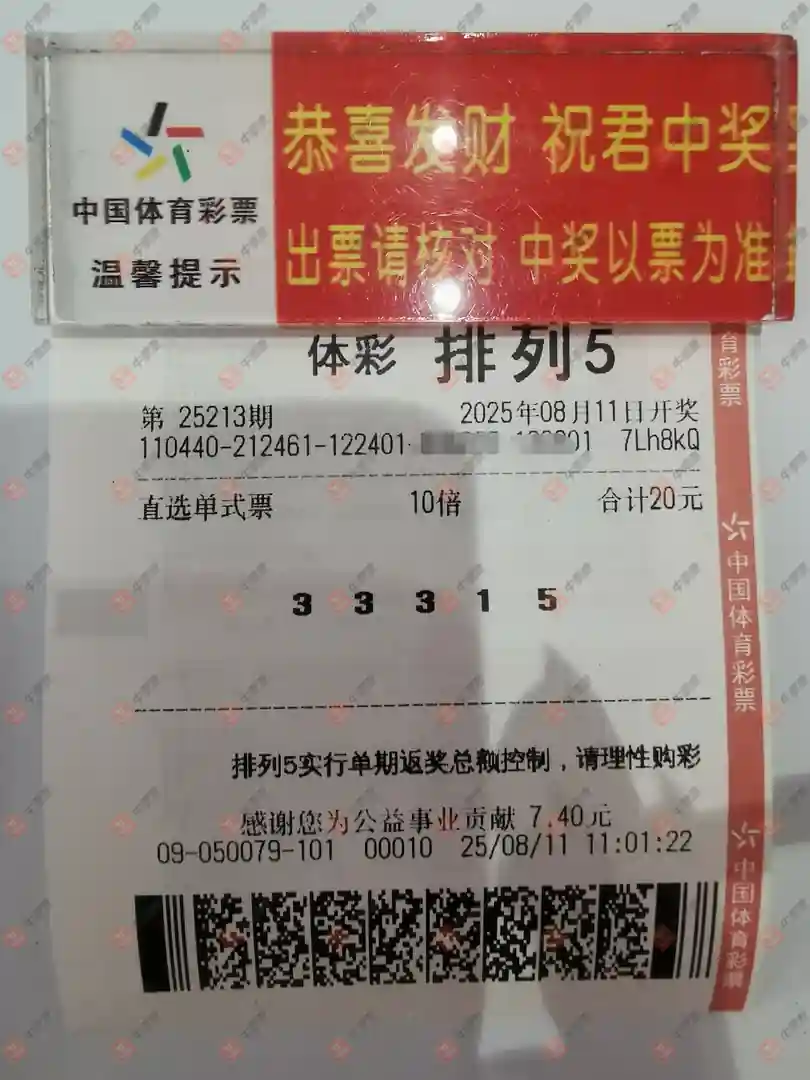 恭喜发财 祝君中奖
中国体育彩票
出票请核对 中奖以票为准
温馨提示
体彩 排列5
育彩票
第 25213期 2025年08月11日开奖
110440-212461-122401- 01 7Lh8kQ
直选单式票 10倍 合计20元
中国体育彩票
3 3 3 1 5
排列5实行单期返奖总额控制，请理性购彩
感谢您为公益事业贡献 7.40元
09-050079-101 00010 25/08/11 11:01:22
中国体育彩票